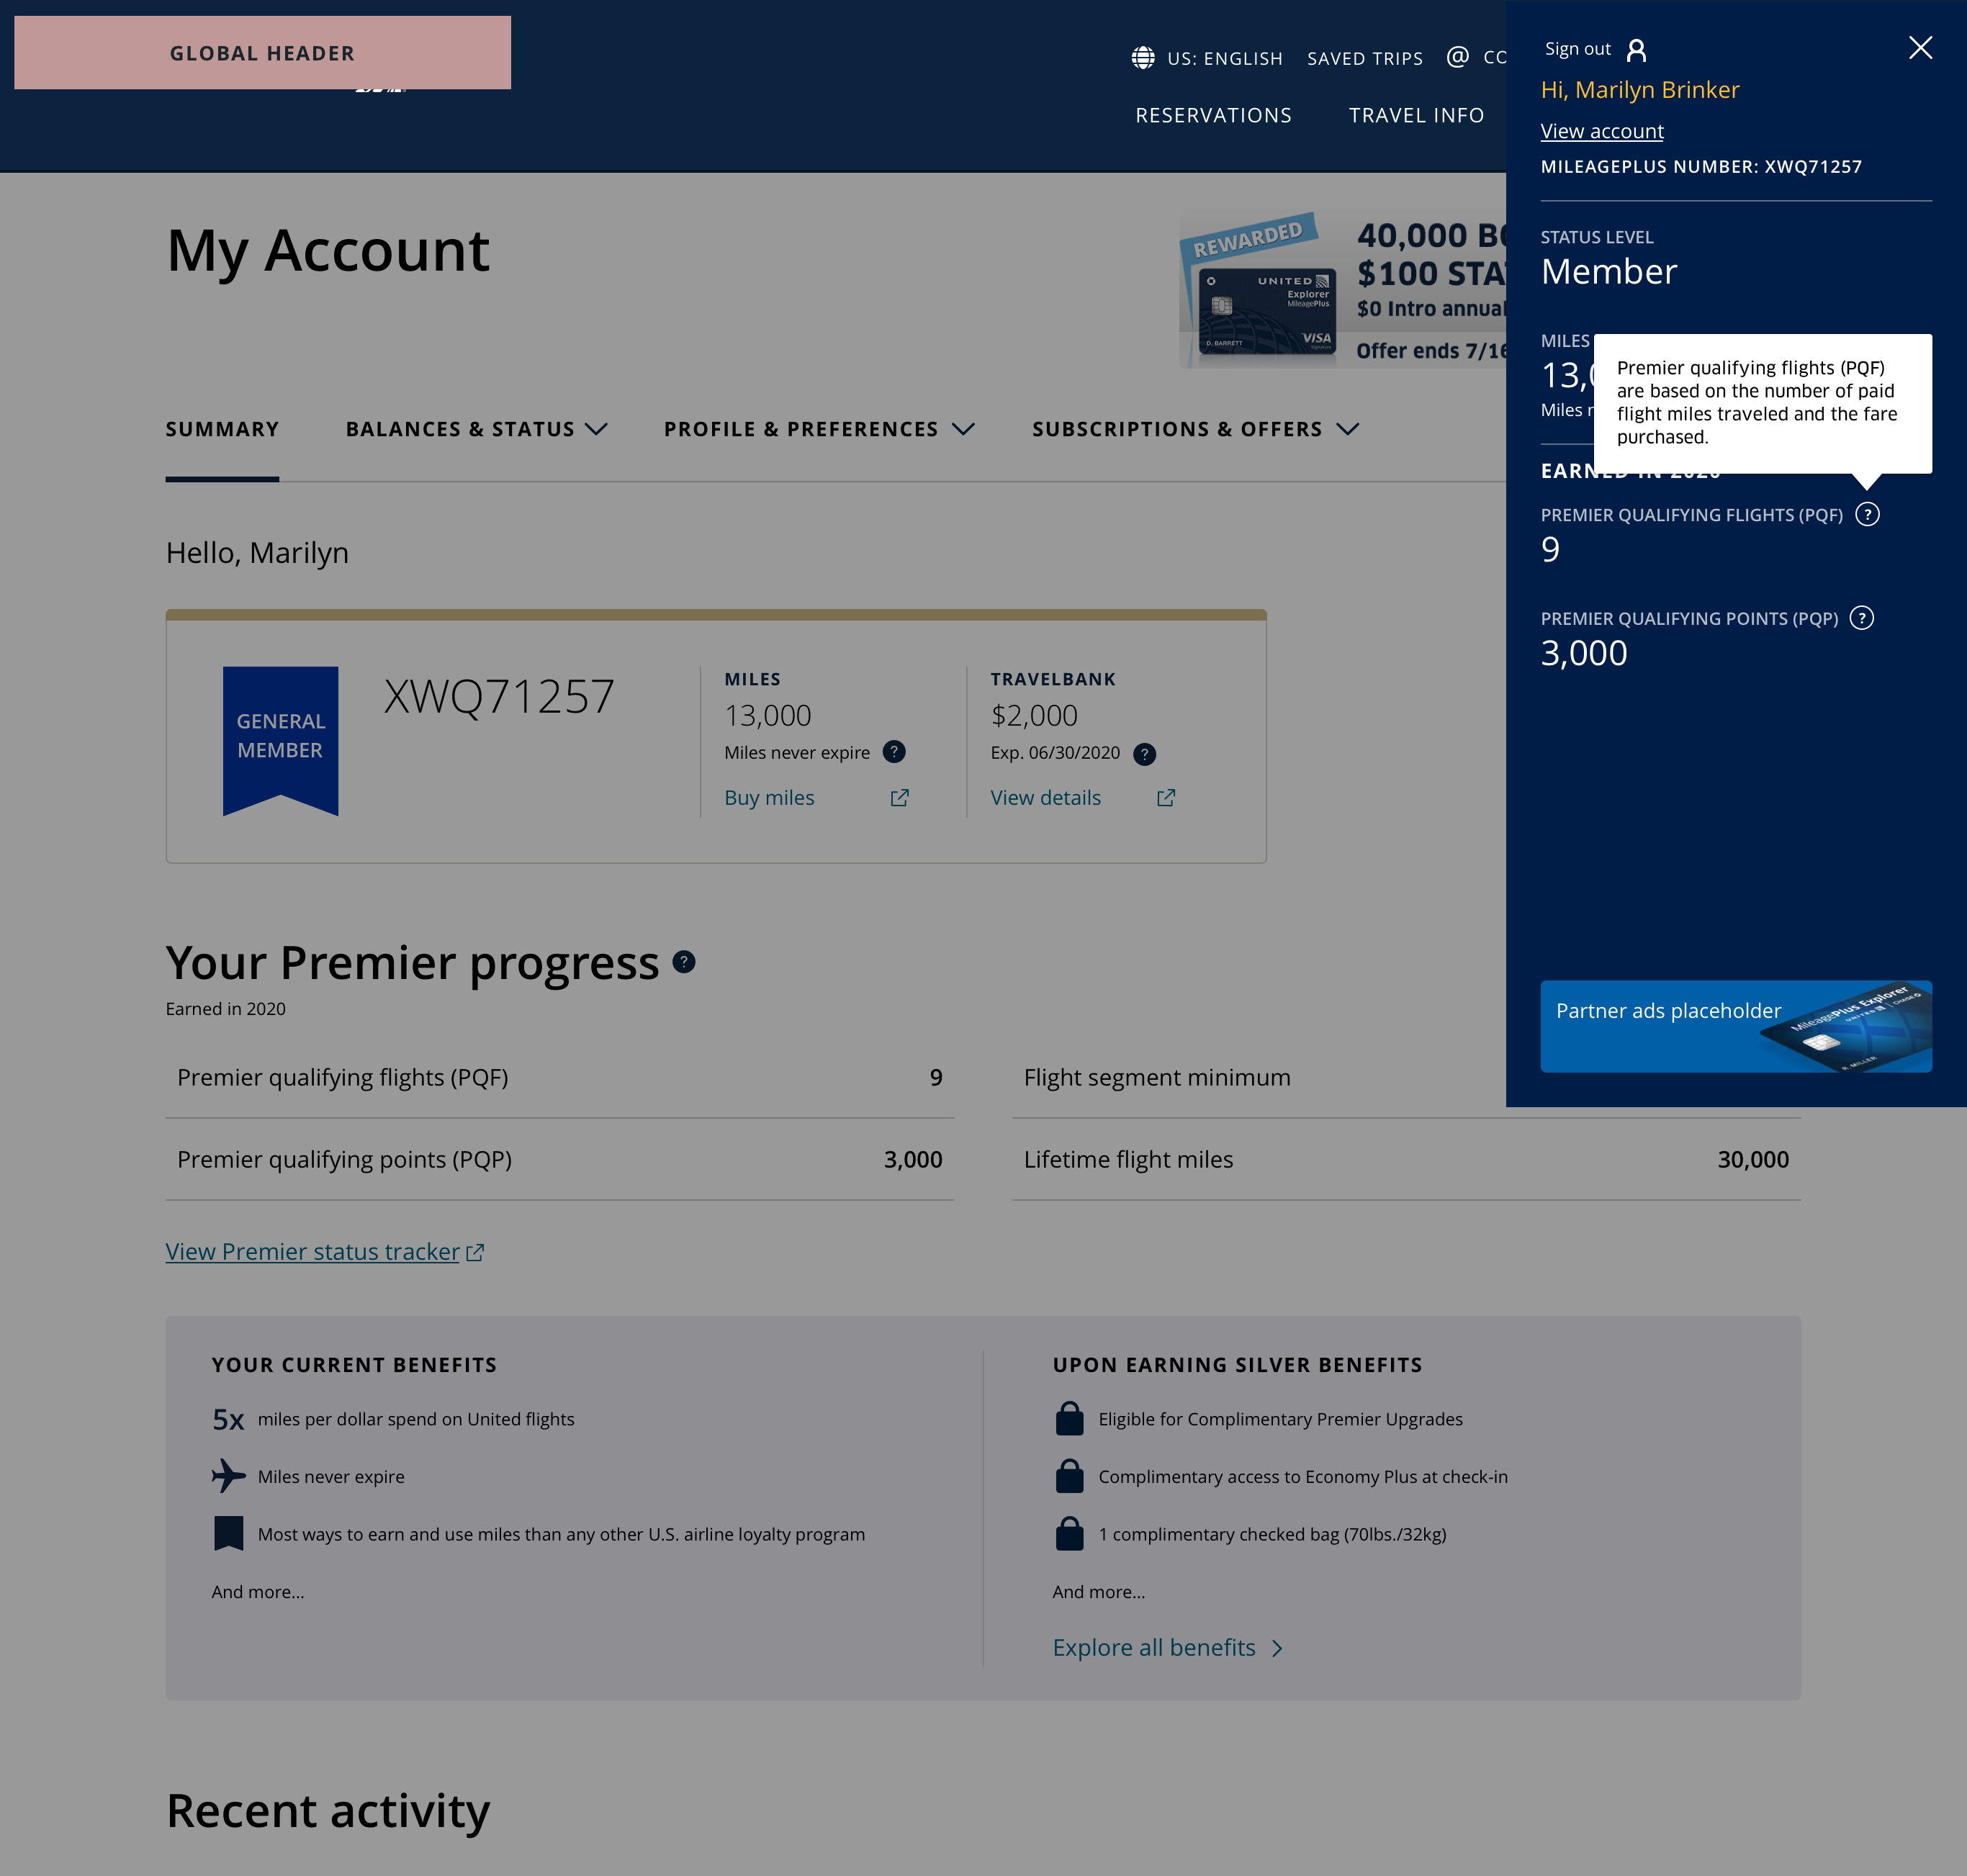 GLOBAL HEADER
US: ENGLISH
SAVED TRIPS
@ CO
RESERVATIONS
TRAVEL INFO
Sign out
Hi, Marilyn Brinker
View account
MILEAGEPLUS NUMBER: XWQ71257
STATUS LEVEL
Member
MILES
13,0
Miles
Premier qualifying flights (PQF)
are based on the number of paid
flight miles traveled and the fare
purchased.
EARNED IN 2020
PREMIER QUALIFYING FLIGHTS (PQF) ?
9
PREMIER QUALIFYING POINTS (PQP) ?
3,000
Partner ads placeholder
MileagePlus Explorer
UNITED
CHASE
R. MILLER
My Account
REWARDED
UNITED
Explorer
MileagePlus
VISA
Signature
D. BARRETT
40,000 B
$100 STA
$0 Intro annual
Offer ends 7/16
SUMMARY
BALANCES & STATUS
PROFILE & PREFERENCES
SUBSCRIPTIONS & OFFERS
Hello, Marilyn
GENERAL
MEMBER
XWQ71257
MILES
13,000
Miles never expire ?
Buy miles
TRAVELBANK
$2,000
Exp. 06/30/2020 ?
View details
Your Premier progress ?
Earned in 2020
Premier qualifying flights (PQF) 9
Flight segment minimum
Premier qualifying points (PQP) 3,000
Lifetime flight miles 30,000
View Premier status tracker
YOUR CURRENT BENEFITS
5x miles per dollar spend on United flights
Miles never expire
Most ways to earn and use miles than any other U.S. airline loyalty program
And more...
UPON EARNING SILVER BENEFITS
Eligible for Complimentary Premier Upgrades
Complimentary access to Economy Plus at check-in
1 complimentary checked bag (70lbs./32kg)
And more...
Explore all benefits
Recent activity